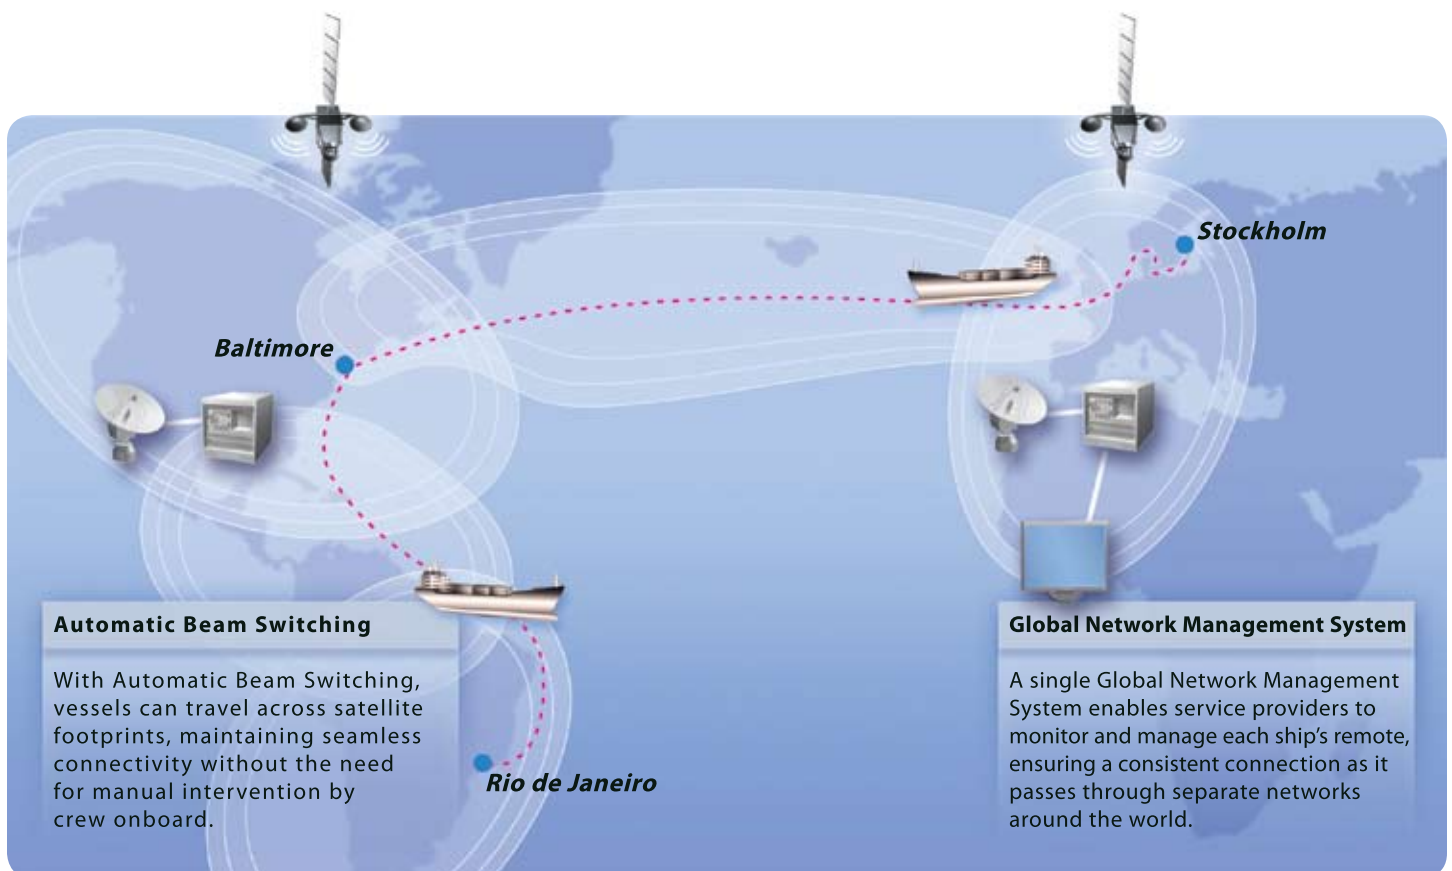 Stockholm
Baltimore
Automatic Beam Switching
With Automatic Beam Switching,
vessels can travel across satellite
footprints, maintaining seamless
connectivity without the need
for manual intervention by
crew onboard.
Rio de Janeiro
Global Network Management System
A single Global Network Management
System enables service providers to
monitor and manage each ship’s remote,
ensuring a consistent connection as it
passes through separate networks
around the world.